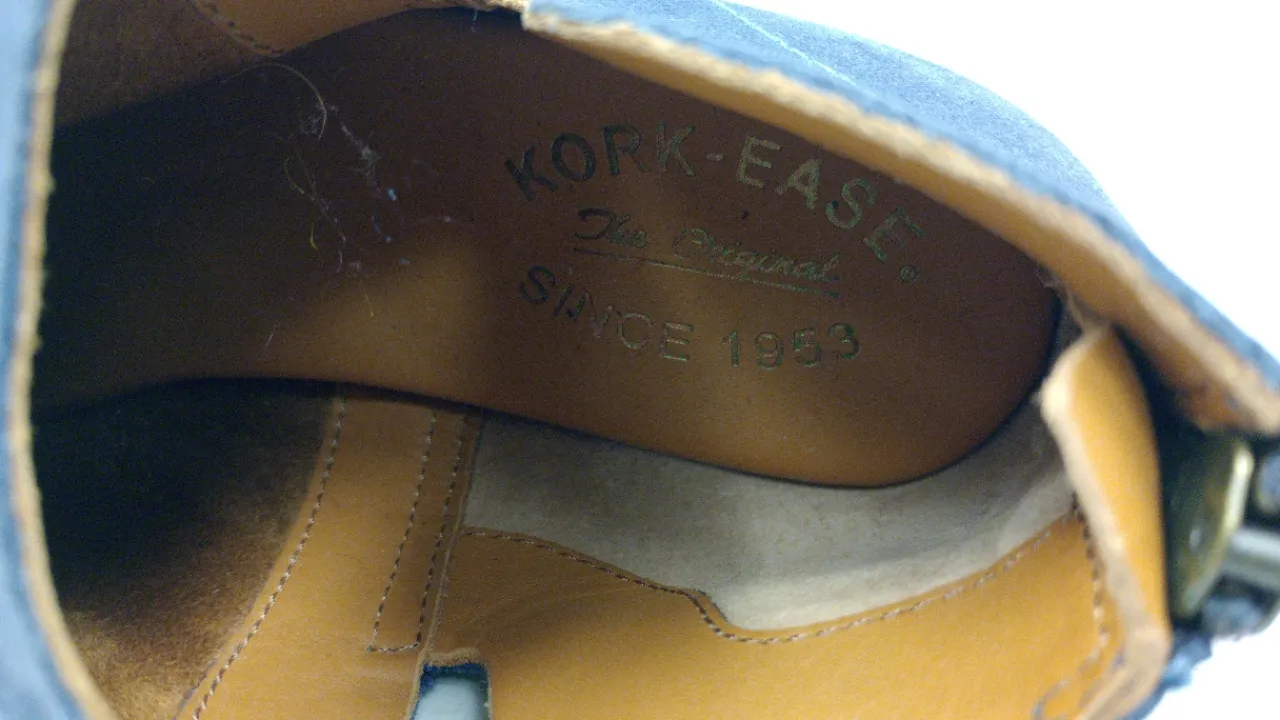 KORK-EASE.
The Original
SINCE 1953